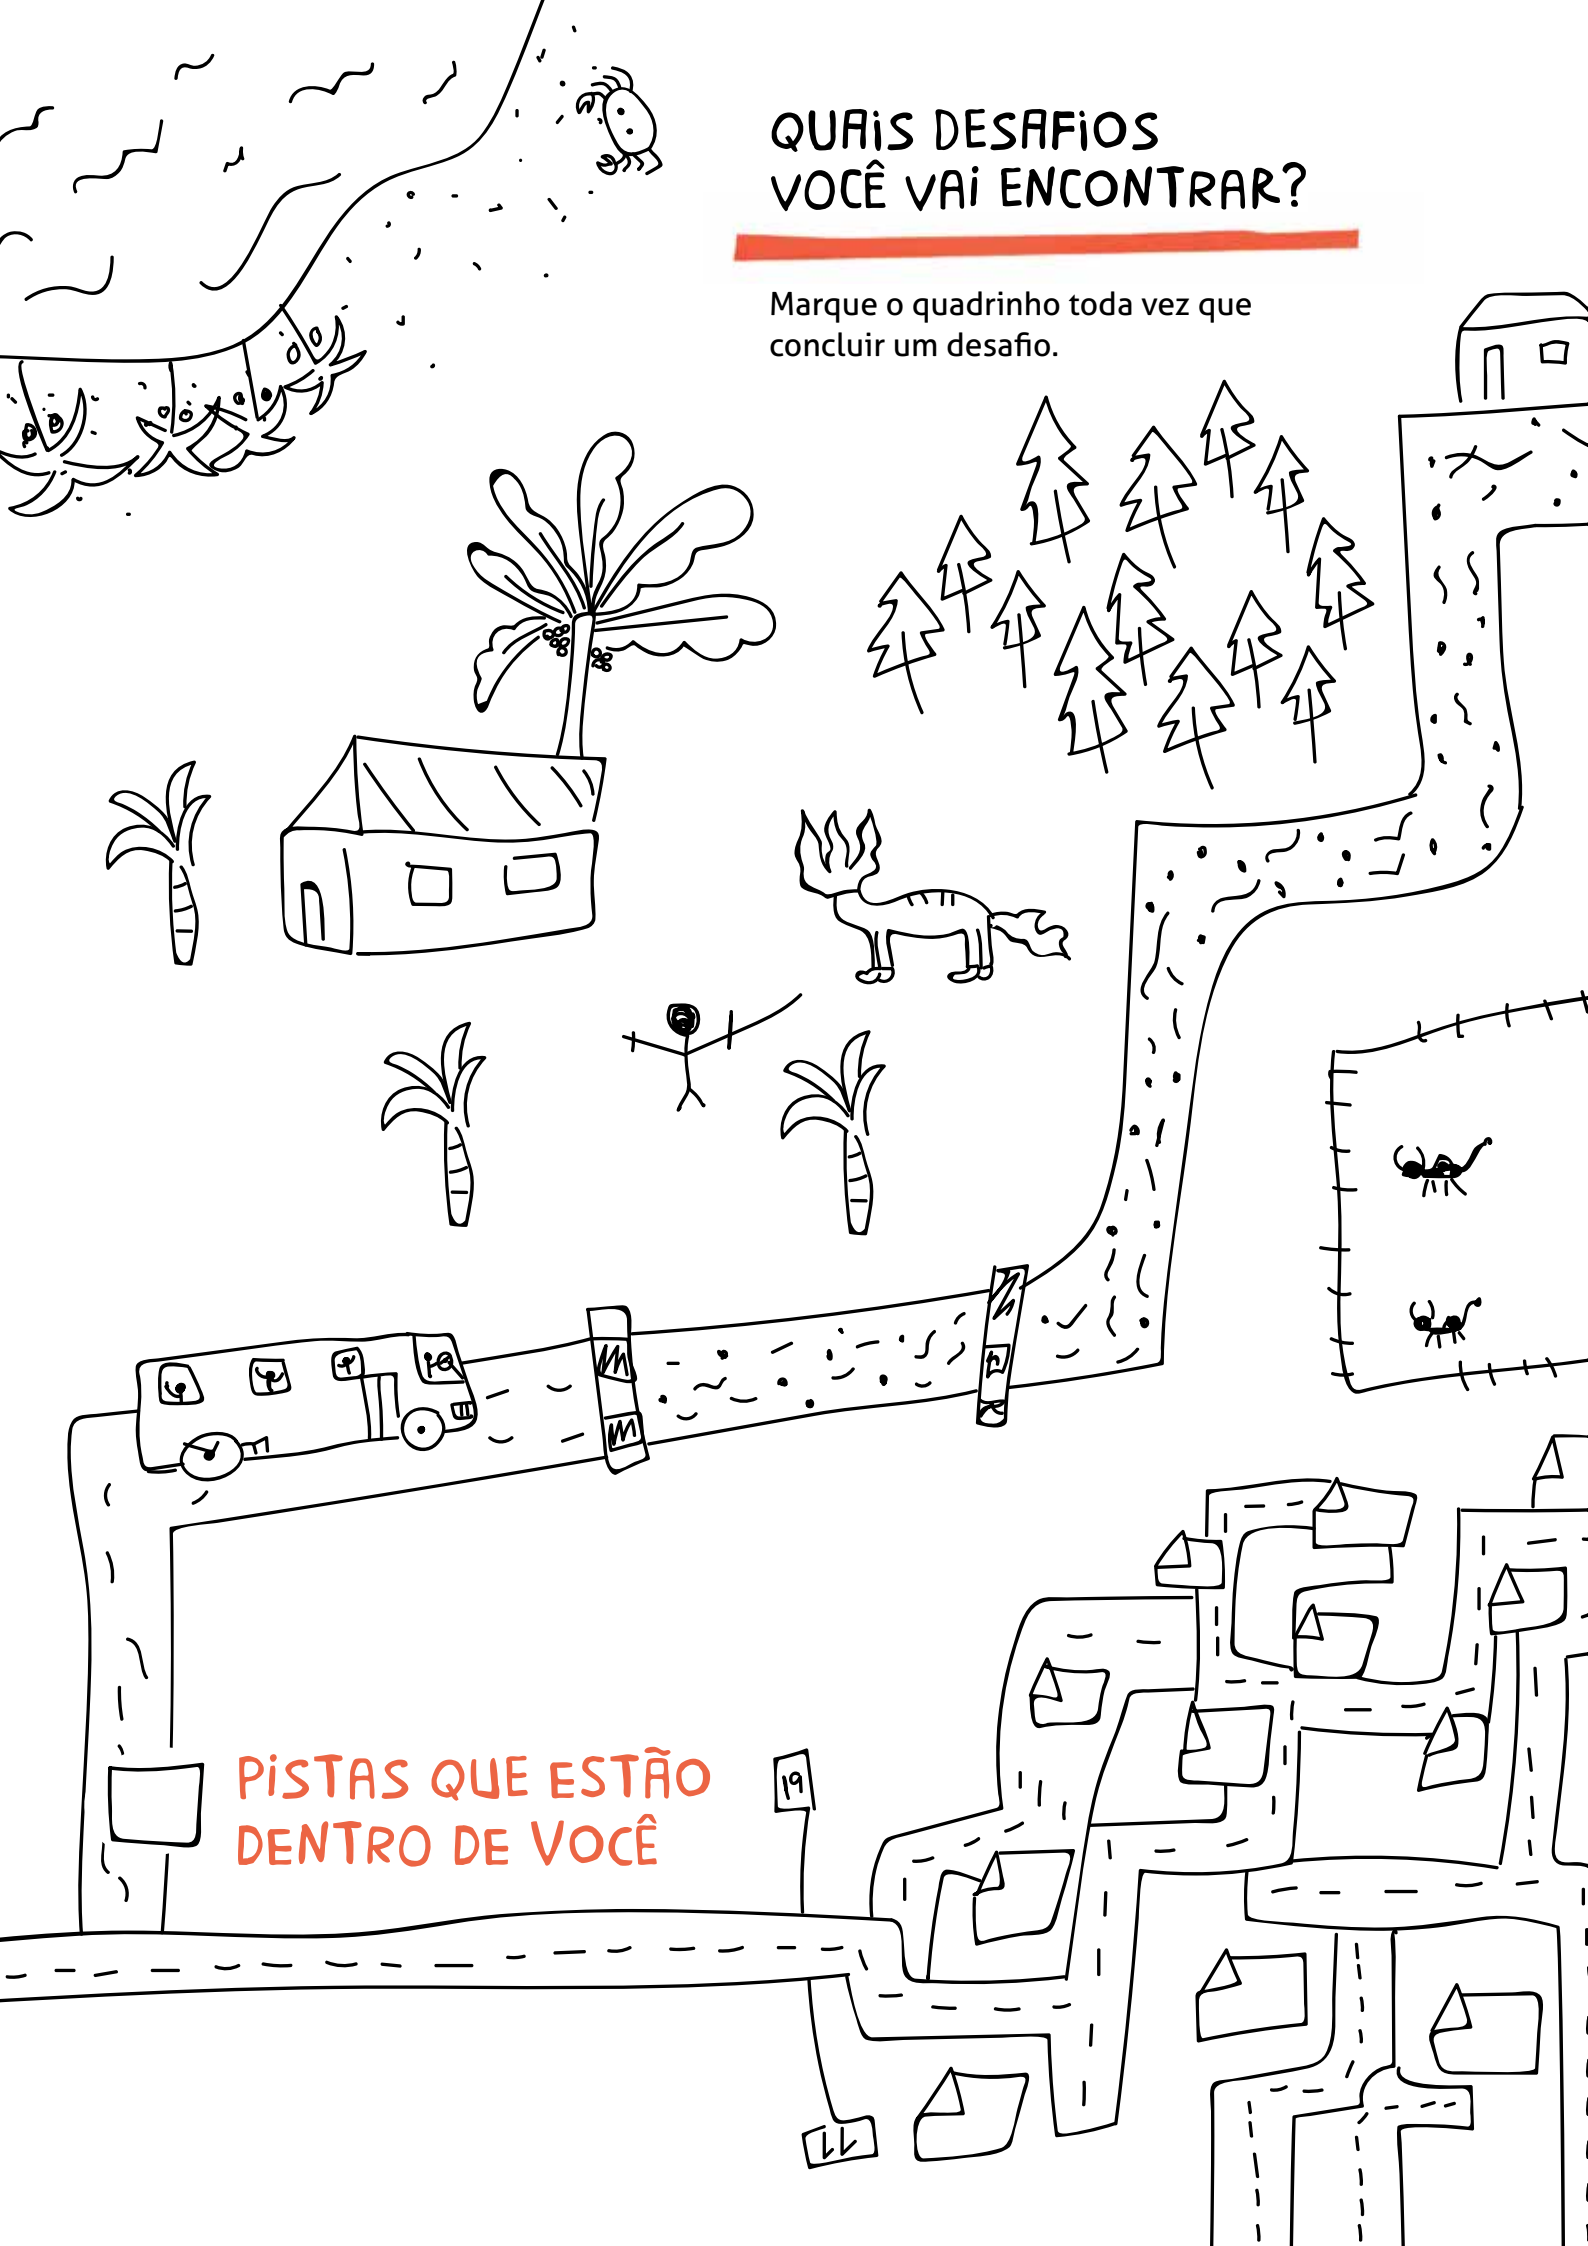 QUAiS DESAFiOS
VOCÊ VAi ENCONTRAR?
Marque o quadrinho toda vez que
concluir um desafio.
PiSTAS QUE ESTÃO
DENTRO DE VOCÊ